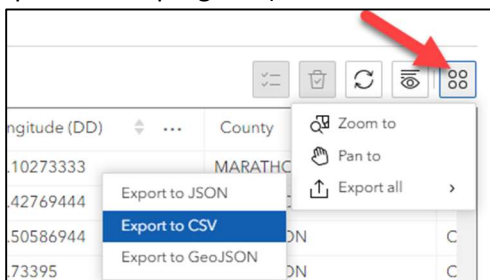 ngitude (DD) ... County
Zoom to
.10273333 MARATHO
Pan to
Export to JSON
Export all
.42769444
Export to CSV
.50586944 ON C
Export to GeoJSON
.73395 ON C